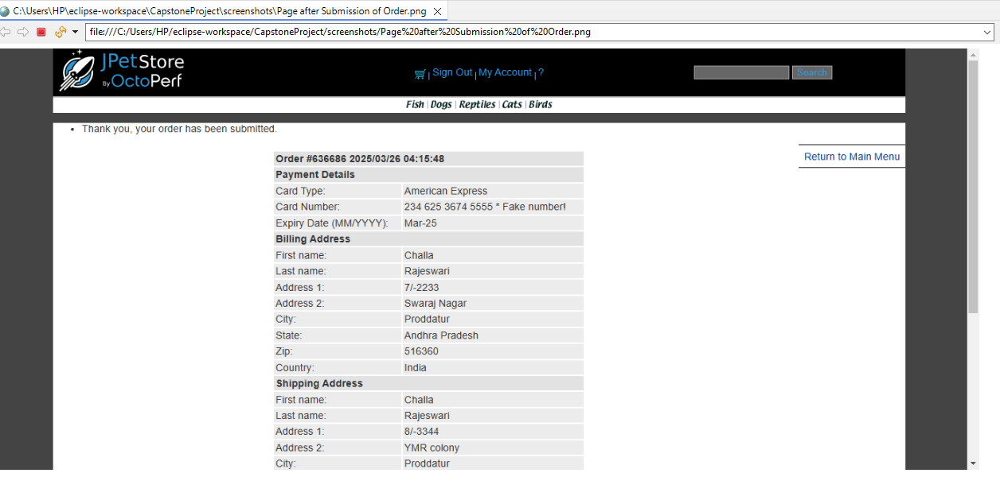 C:\Users\HP\eclipse-workspace\CapstoneProject\screenshots\Page after Submission of Order.png
file:///C:/Users/HP/eclipse-workspace/CapstoneProject/screenshots/Page%20after%20Submission%20of%20Order.png
JPetStore
By OctoPerf
| Sign Out | My Account | ?
Search
Fish | Dogs | Reptiles | Cats | Birds
• Thank you, your order has been submitted.
Return to Main Menu
Order #636686 2025/03/26 04:15:48
Payment Details
Card Type: American Express
Card Number: 234 625 3674 5555 * Fake number!
Expiry Date (MM/YYYY): Mar-25
Billing Address
First name: Challa
Last name: Rajeswari
Address 1: 7/-2233
Address 2: Swaraj Nagar
City: Proddatur
State: Andhra Pradesh
Zip: 516360
Country: India
Shipping Address
First name: Challa
Last name: Rajeswari
Address 1: 8/-3344
Address 2: YMR colony
City: Proddatur